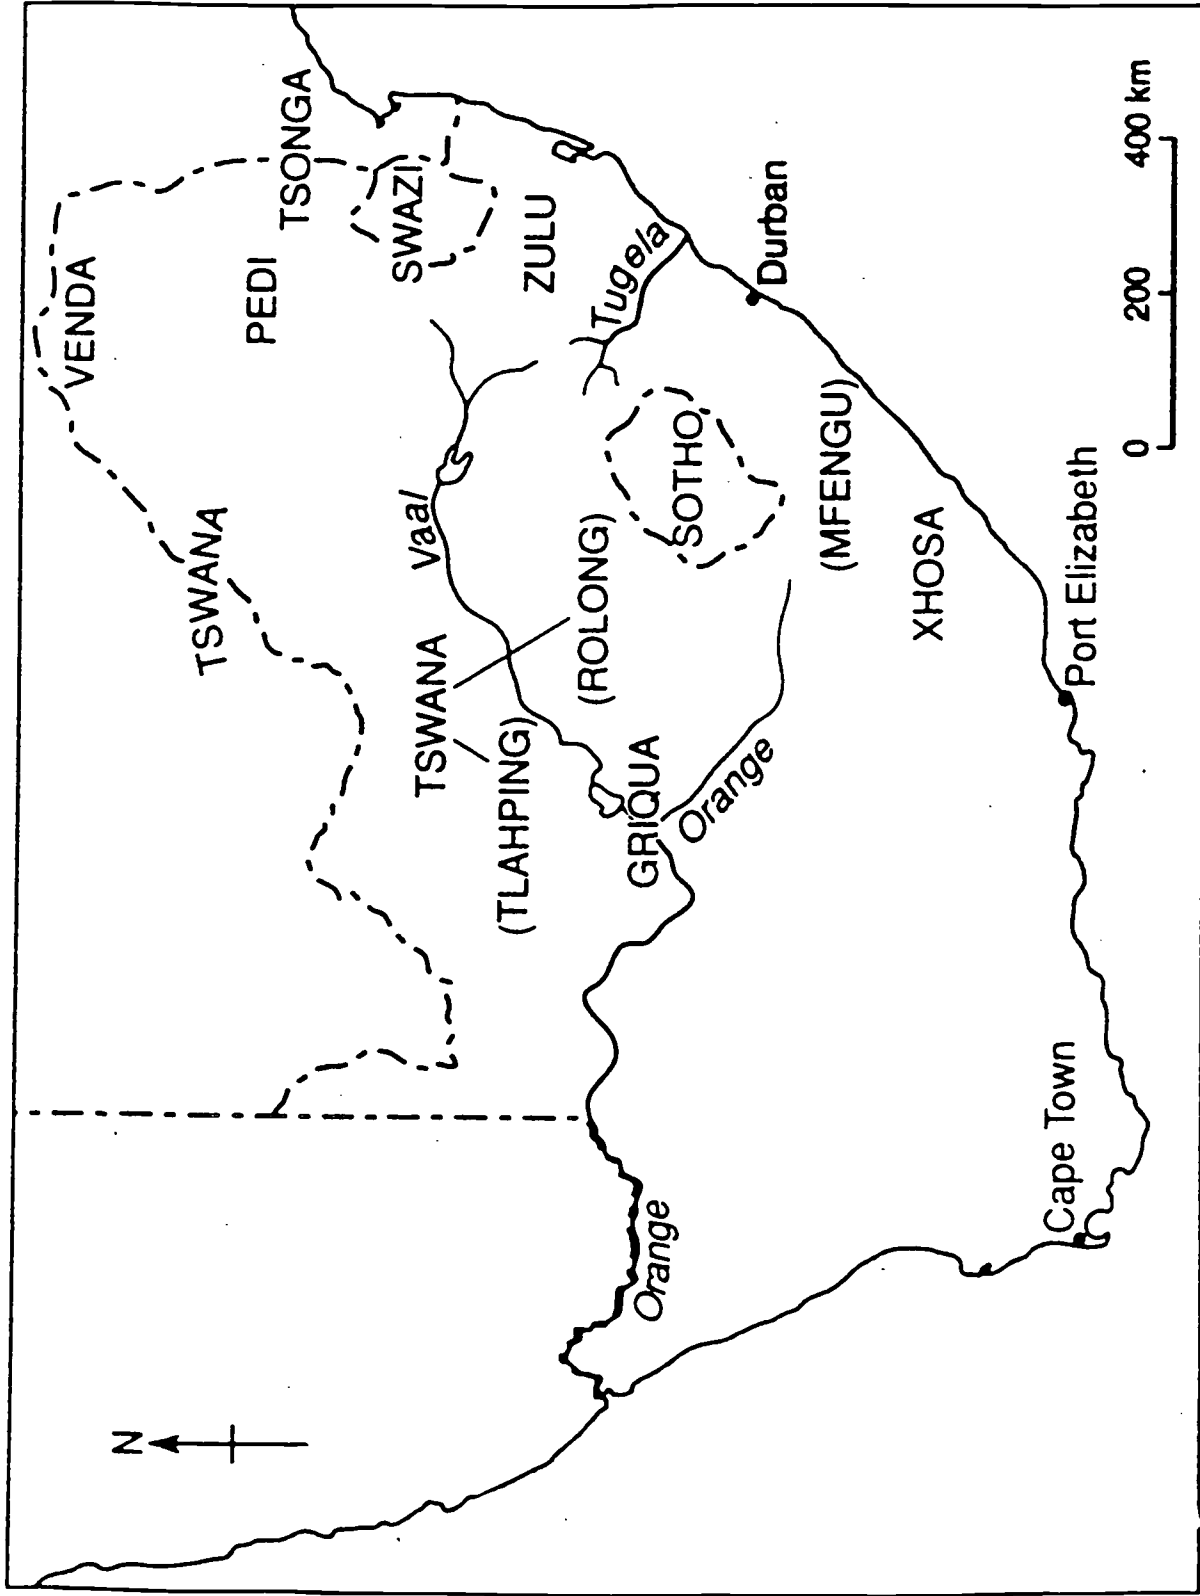 N
VENDA
PEDI
TSONGA
TSWANA
SWAZI
ZULU
Vaal
TSWANA
(TLAHPING)
(ROLONG)
GRIQUA
SOTHO
Tugela
Orange
Orange
Durban
(MFENGU)
XHOSA
Port Elizabeth
Cape Town
0 200 400 km